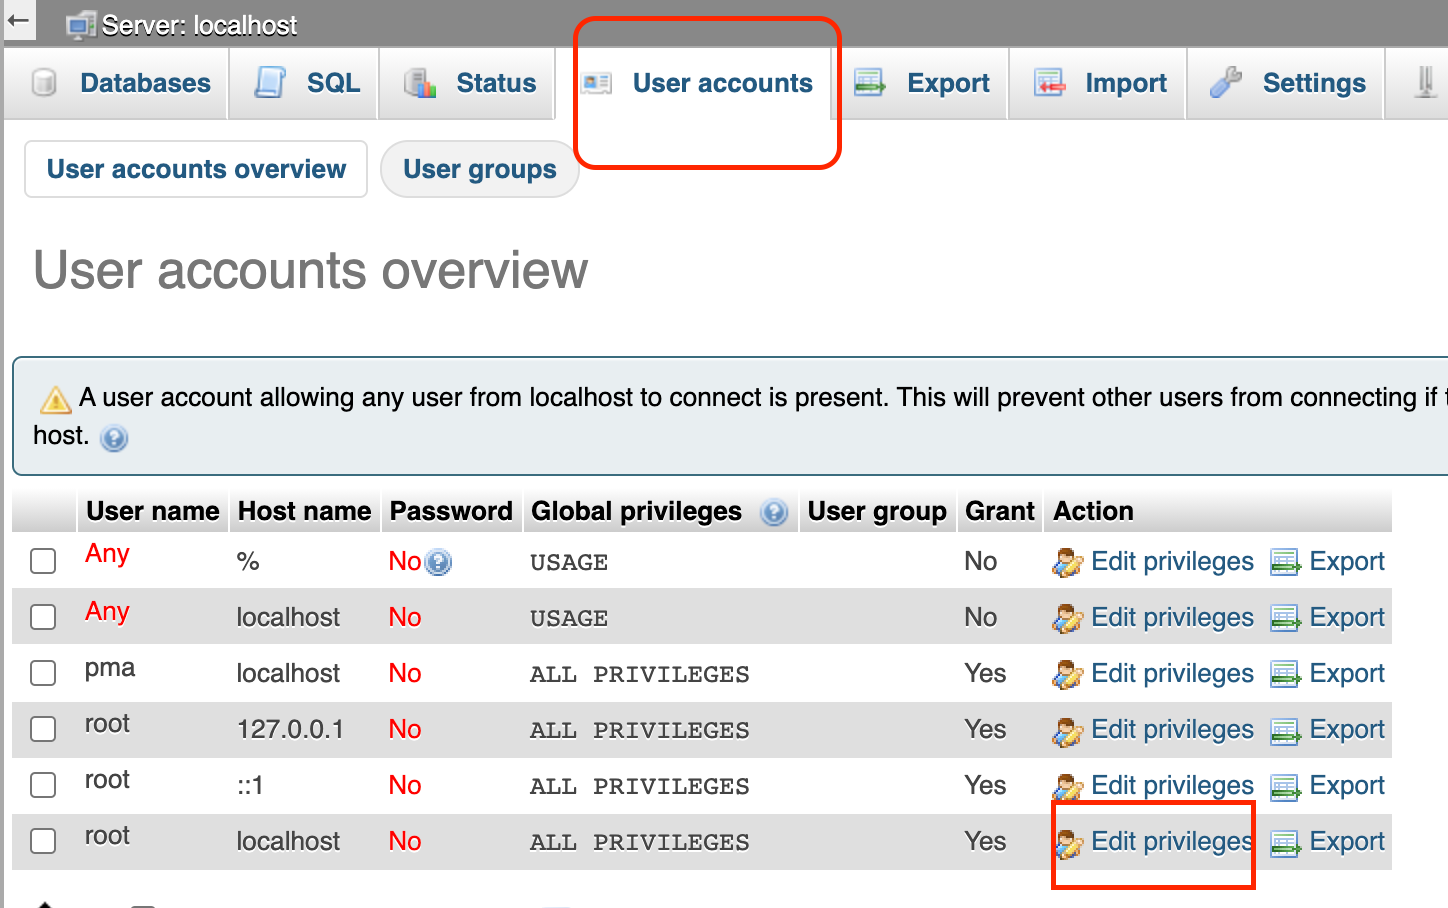 Server: localhost
Databases SQL Status User accounts Export Import Settings
User accounts overview User groups
User accounts overview
A user account allowing any user from localhost to connect is present. This will prevent other users from connecting if
host.
User name Host name Password Global privileges User group Grant Action
Any % No USAGE No Edit privileges Export
Any localhost No USAGE No Edit privileges Export
pma localhost No ALL PRIVILEGES Yes Edit privileges Export
root 127.0.0.1 No ALL PRIVILEGES Yes Edit privileges Export
root ::1 No ALL PRIVILEGES Yes Edit privileges Export
root localhost No ALL PRIVILEGES Yes Edit privileges Export